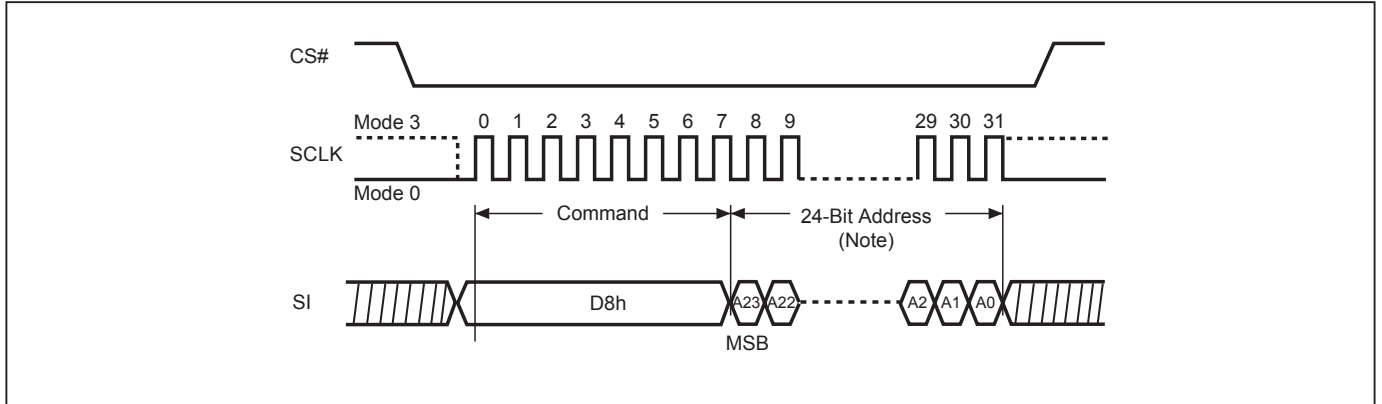 CS#
Mode 3 0 1 2 3 4 5 6 7 8 9 29 30 31
SCLK
Mode 0
Command 24-Bit Address
(Note)
SI D8h A23 A22 A2 A1 A0
MSB